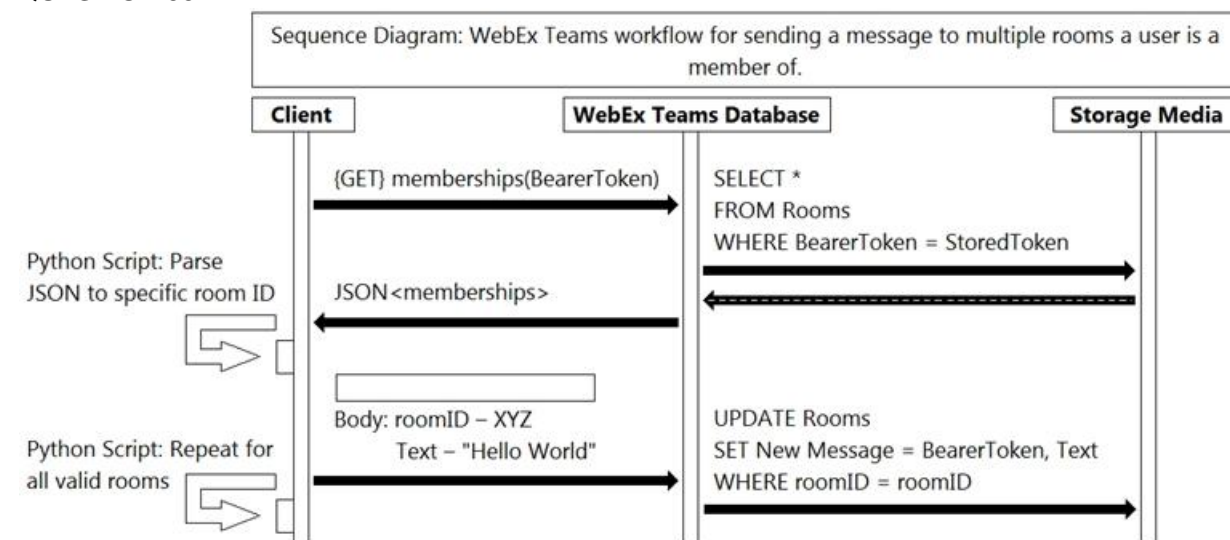 Sequence Diagram: WebEx Teams workflow for sending a message to multiple rooms a user is a
member of.
Client
WebEx Teams Database
Storage Media
{GET} memberships(BearerToken)
SELECT *
FROM Rooms
WHERE BearerToken = StoredToken
Python Script: Parse
JSON to specific room ID
JSON<memberships>
Body: roomID – XYZ
Text – "Hello World"
UPDATE Rooms
SET New Message = BearerToken, Text
WHERE roomID = roomID
Python Script: Repeat for
all valid rooms